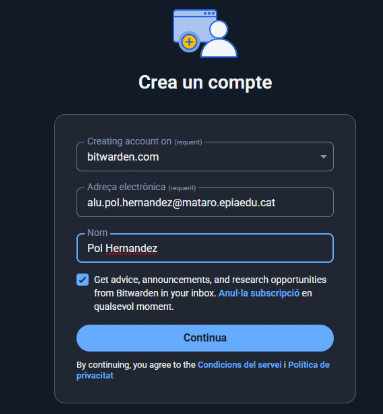 Crea un compte
Creating account on (requerit)
bitwarden.com
Adreça electrònica (requerit)
alu.pol.hernandez@mataro.epiaedu.cat
Nom
Pol Hernandez
Get advice, announcements, and research opportunities
from Bitwarden in your inbox. Anul·la subscripció en
qualsevol moment.
Continua
By continuing, you agree to the Condicions del servei i Política de
privacitat